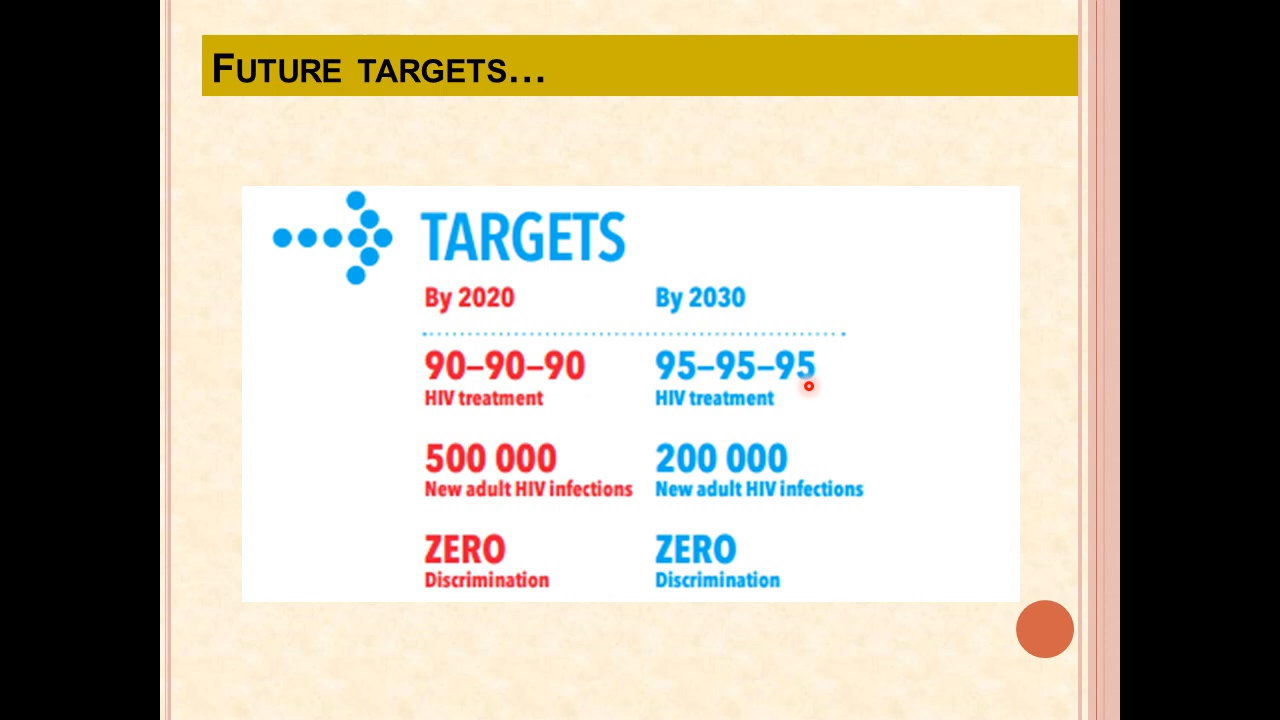 FUTURE TARGETS...
TARGETS
By 2020 By 2030
90–90–90 95–95–95
HIV treatment HIV treatment
500 000 200 000
New adult HIV infections New adult HIV infections
ZERO ZERO
Discrimination Discrimination